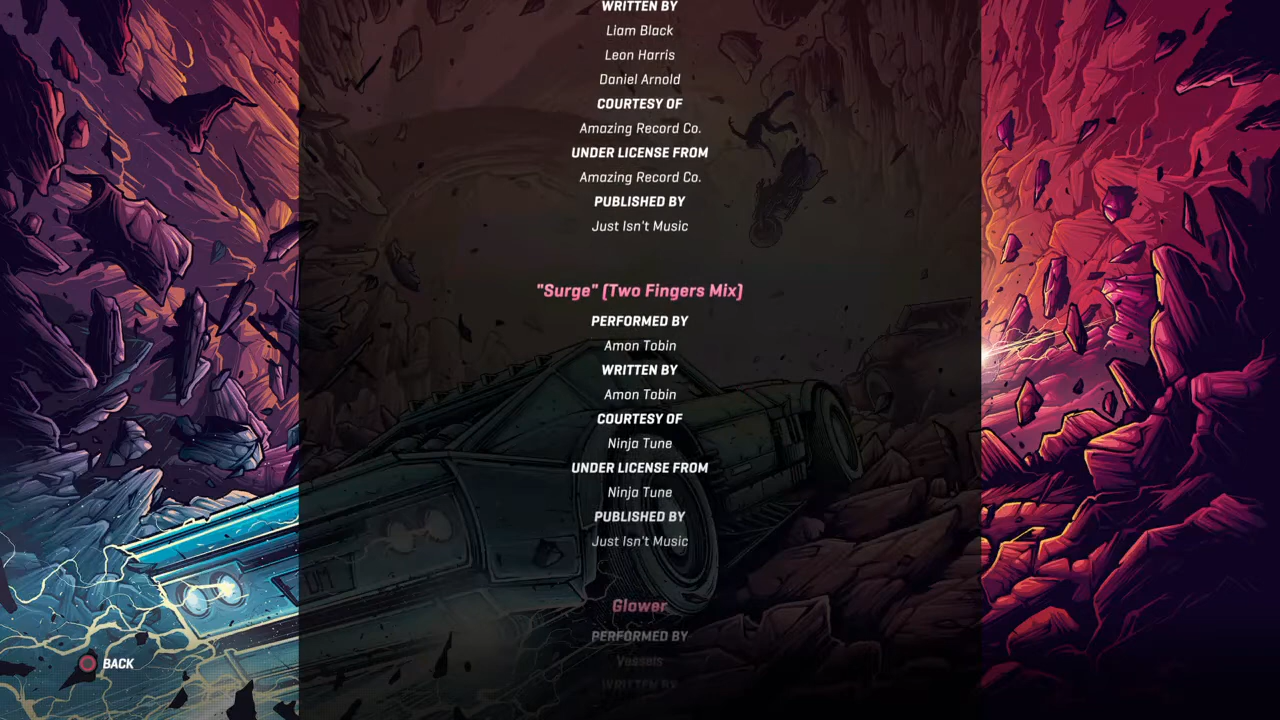 WRITTEN BY
Liam Black
Leon Harris
Daniel Arnold
COURTESY OF
Amazing Record Co.
UNDER LICENSE FROM
Amazing Record Co.
PUBLISHED BY
Just Isn't Music
"Surge" (Two Fingers Mix)
PERFORMED BY
Amon Tobin
WRITTEN BY
Amon Tobin
COURTESY OF
Ninja Tune
UNDER LICENSE FROM
Ninja Tune
PUBLISHED BY
Just Isn't Music
Glower
PERFORMED BY
Vessels
WRITTEN BY
BACK